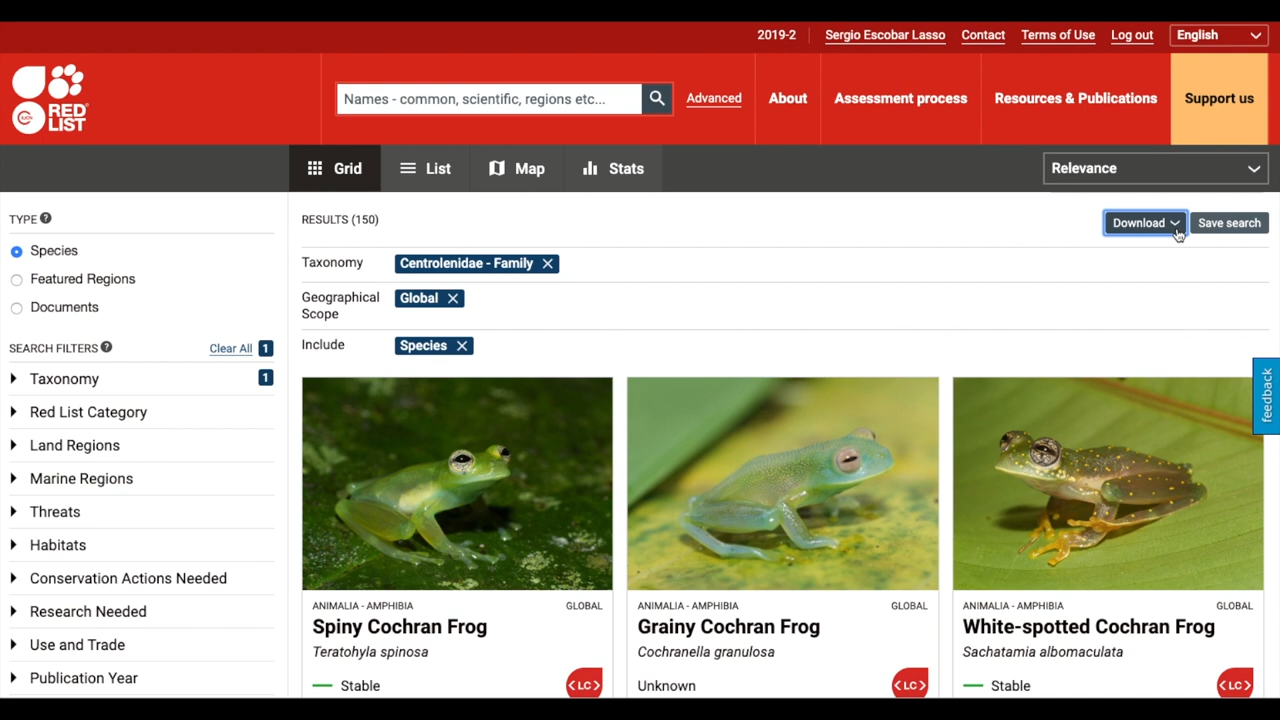 2019-2
Sergio Escobar Lasso
Contact
Terms of Use
Log out
English
RED
LIST
Names - common, scientific, regions etc...
Advanced
About
Assessment process
Resources & Publications
Support us
Grid
List
Map
Stats
Relevance
TYPE ?
Species
Featured Regions
Documents
SEARCH FILTERS ?
Clear All 1
Taxonomy 1
Red List Category
Land Regions
Marine Regions
Threats
Habitats
Conservation Actions Needed
Research Needed
Use and Trade
Publication Year
RESULTS (150)
Download
Save search
Taxonomy
Centrolenidae - Family
Geographical
Scope
Global
Include
Species
feedback
ANIMALIA - AMPHIBIA GLOBAL
Spiny Cochran Frog
Teratohyla spinosa
Stable
<LC>
ANIMALIA - AMPHIBIA GLOBAL
Grainy Cochran Frog
Cochranella granulosa
Unknown
<LC>
ANIMALIA - AMPHIBIA GLOBAL
White-spotted Cochran Frog
Sachatamia albomaculata
Stable
<LC>